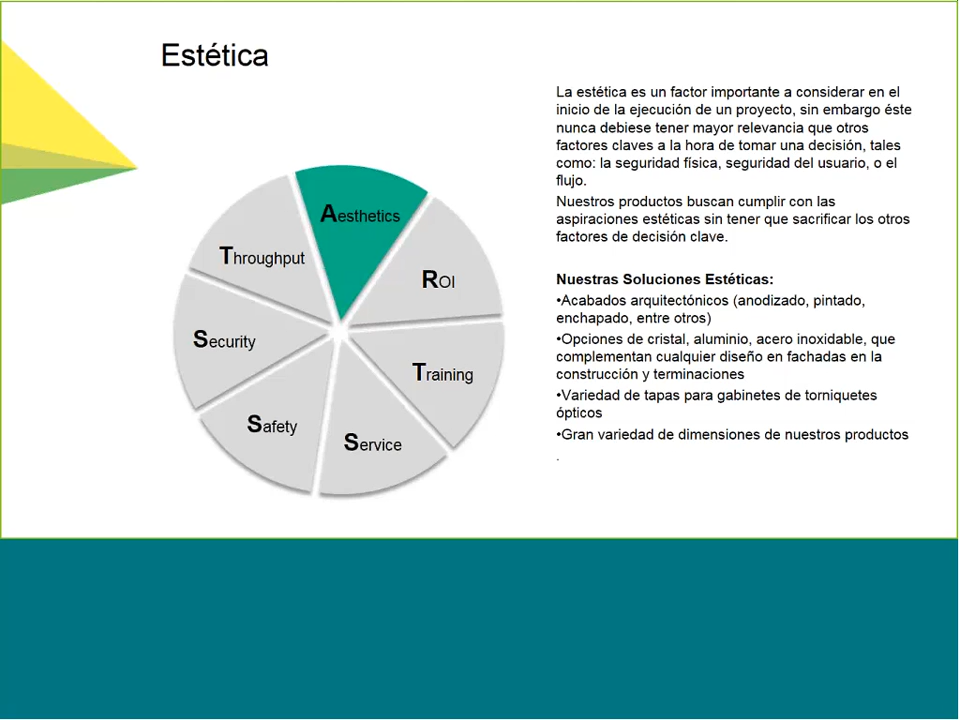 Estética
La estética es un factor importante a considerar en el
inicio de la ejecución de un proyecto, sin embargo éste
nunca debiese tener mayor relevancia que otros
factores claves a la hora de tomar una decisión, tales
como: la seguridad física, seguridad del usuario, o el
flujo.
Nuestros productos buscan cumplir con las
aspiraciones estéticas sin tener que sacrificar los otros
factores de decisión clave.
Nuestras Soluciones Estéticas:
•Acabados arquitectónicos (anodizado, pintado,
enchapado, entre otros)
•Opciones de cristal, aluminio, acero inoxidable, que
complementan cualquier diseño en fachadas en la
construcción y terminaciones
•Variedad de tapas para gabinetes de torniquetes
ópticos
•Gran variedad de dimensiones de nuestros productos
.
Aesthetics
ROI
Training
Service
Safety
Security
Throughput